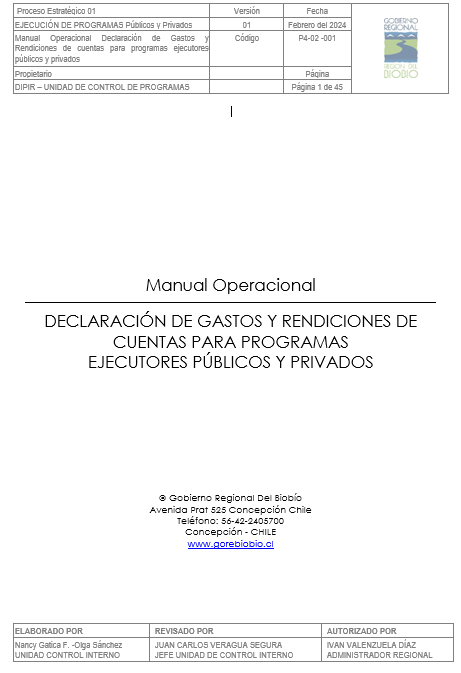 Proceso Estratégico 01 Versión Fecha
EJECUCIÓN DE PROGRAMAS Públicos y Privados 01 Febrero del 2024
Manual Operacional Declaración de Gastos y Código P4-02 -001
Rendiciones de cuentas para programas ejecutores
públicos y privados
Propietario Página
DIPIR – UNIDAD DE CONTROL DE PROGRAMAS Página 1 de 45
GOBIERNO
REGIONAL
REGIÓN DEL
BIOBÍO
Manual Operacional
DECLARACIÓN DE GASTOS Y RENDICIONES DE
CUENTAS PARA PROGRAMAS
EJECUTORES PÚBLICOS Y PRIVADOS
® Gobierno Regional Del Biobío
Avenida Prat 525 Concepción Chile
Teléfono: 56-42-2405700
Concepción - CHILE
www.gorebiobio.cl
ELABORADO POR REVISADO POR AUTORIZADO POR
Nancy Gatica F. -Olga Sánchez JUAN CARLOS VERAGUA SEGURA IVAN VALENZUELA DÍAZ
UNIDAD CONTROL INTERNO JEFE UNIDAD DE CONTROL INTERNO ADMINISTRADOR REGIONAL